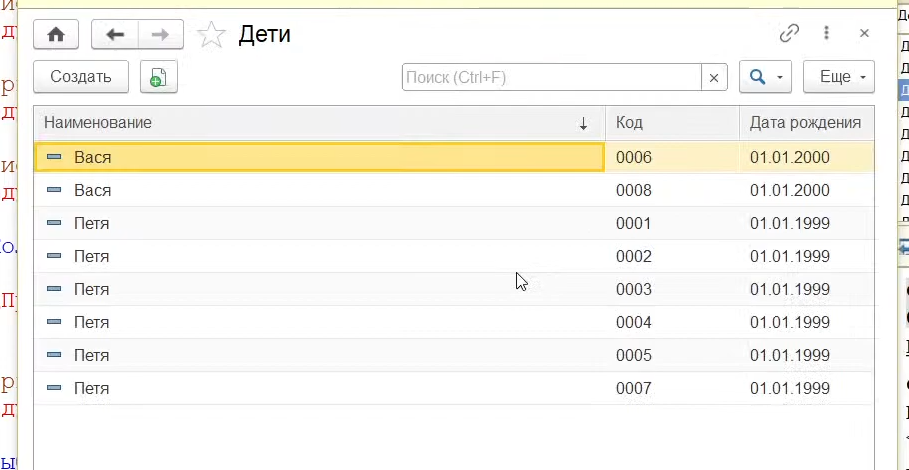 Дети
Создать Поиск (Ctrl+F) × Еще
Наименование ↓ Код Дата рождения
Вася 0006 01.01.2000
Вася 0008 01.01.2000
Петя 0001 01.01.1999
Петя 0002 01.01.1999
Петя 0003 01.01.1999
Петя 0004 01.01.1999
Петя 0005 01.01.1999
Петя 0007 01.01.1999